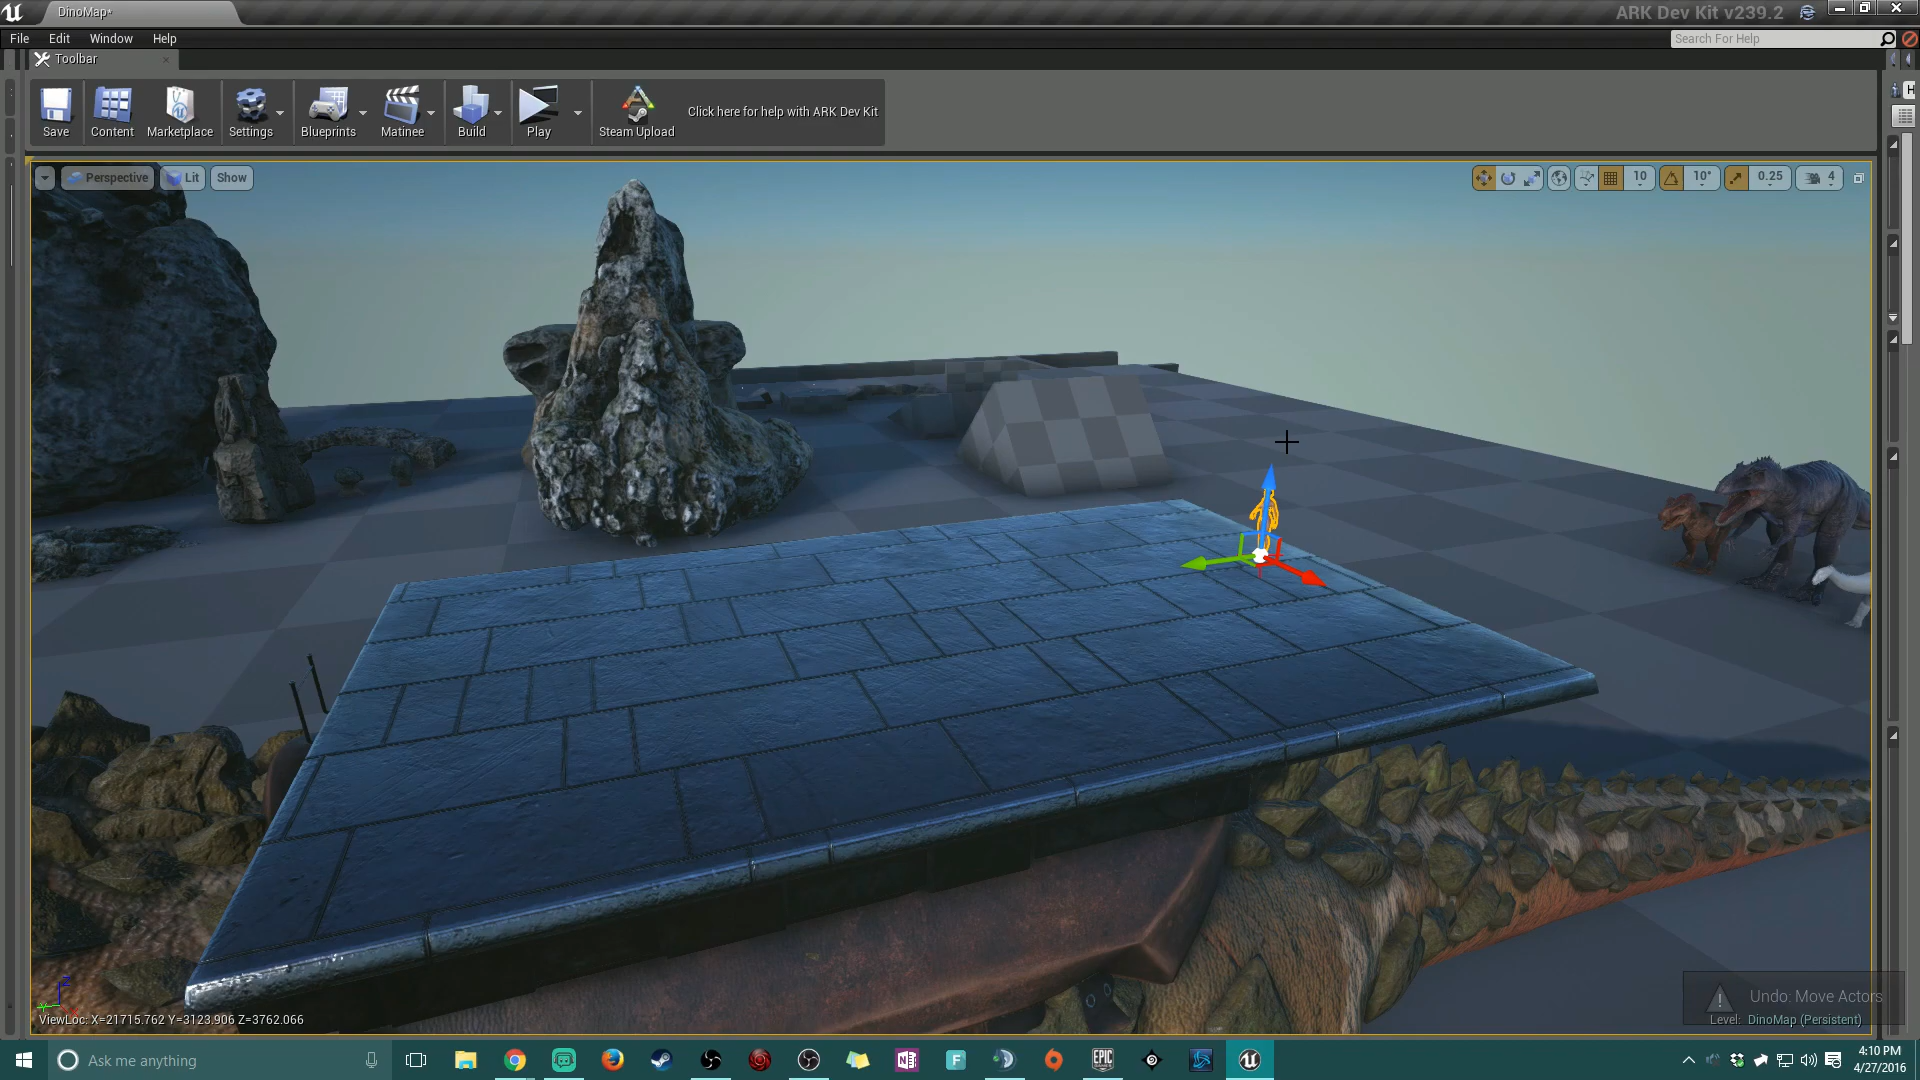 DinoMap*
ARK Dev Kit v239.2
File Edit Window Help
Search For Help
Toolbar
Save
Content
Marketplace
Settings
Blueprints
Matinee
Build
Play
Steam Upload
Click here for help with ARK Dev Kit
H
Perspective Lit Show
10 10° 0.25 4
Undo: Move Actors
Level: DinoMap (Persistent)
Z
ViewLoc: X=21715.762 Y=3123.906 Z=3762.066
Ask me anything
N
F
EPIC
4:10 PM
4/27/2016